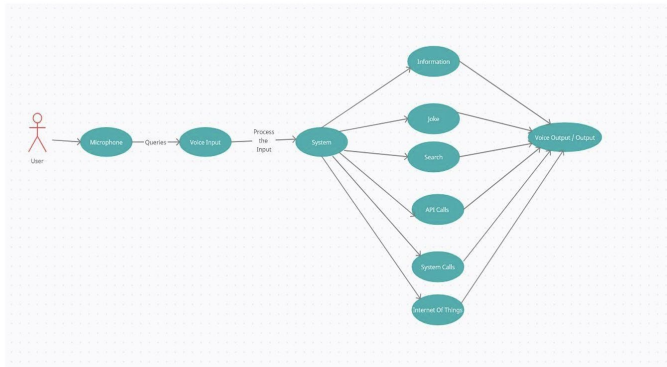 User
Microphone
Queries
Voice Input
Process
the
Input
System
Information
Joke
Search
API Calls
System Calls
Internet Of Things
Voice Output / Output